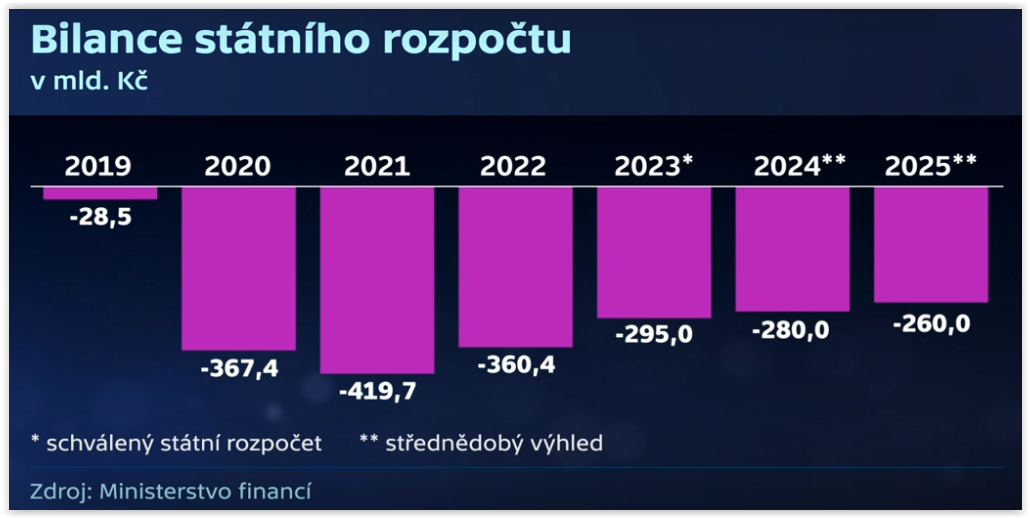 Bilance státního rozpočtu
v mld. Kč
2019 2020 2021 2022 2023* 2024** 2025**
-28,5 -367,4 -419,7 -360,4 -295,0 -280,0 -260,0
* schválený státní rozpočet ** střednědobý výhled
Zdroj: Ministerstvo financí